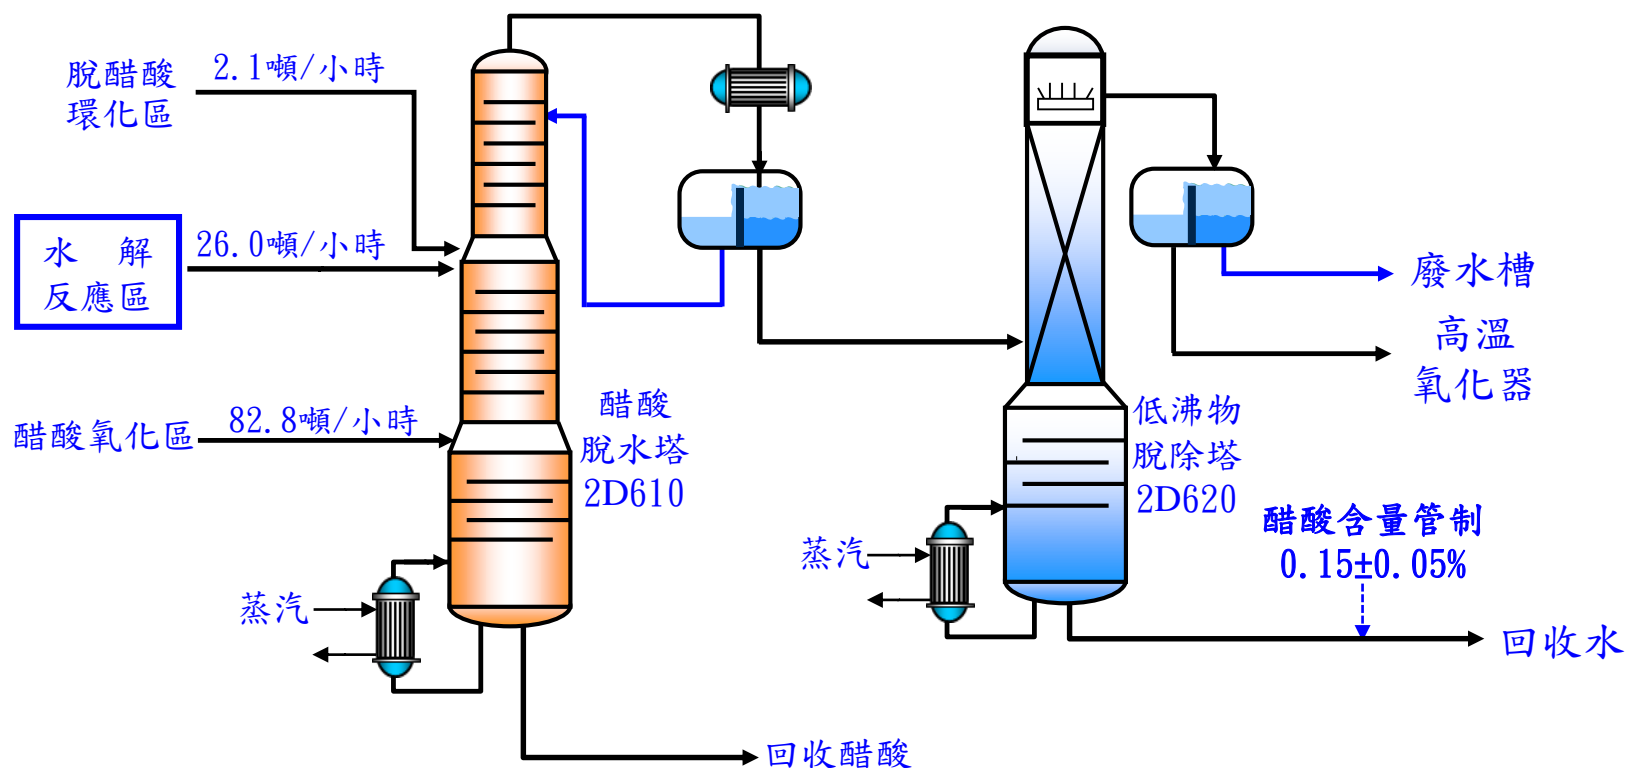 脫醋酸
環化區
2.1噸/小時
水 解
反應區
26.0噸/小時
醋酸氧化區
82.8噸/小時
醋酸
脫水塔
2D610
蒸汽
回收醋酸
低沸物
脫除塔
2D620
蒸汽
廢水槽
高溫
氧化器
醋酸含量管制
0.15±0.05%
回收水